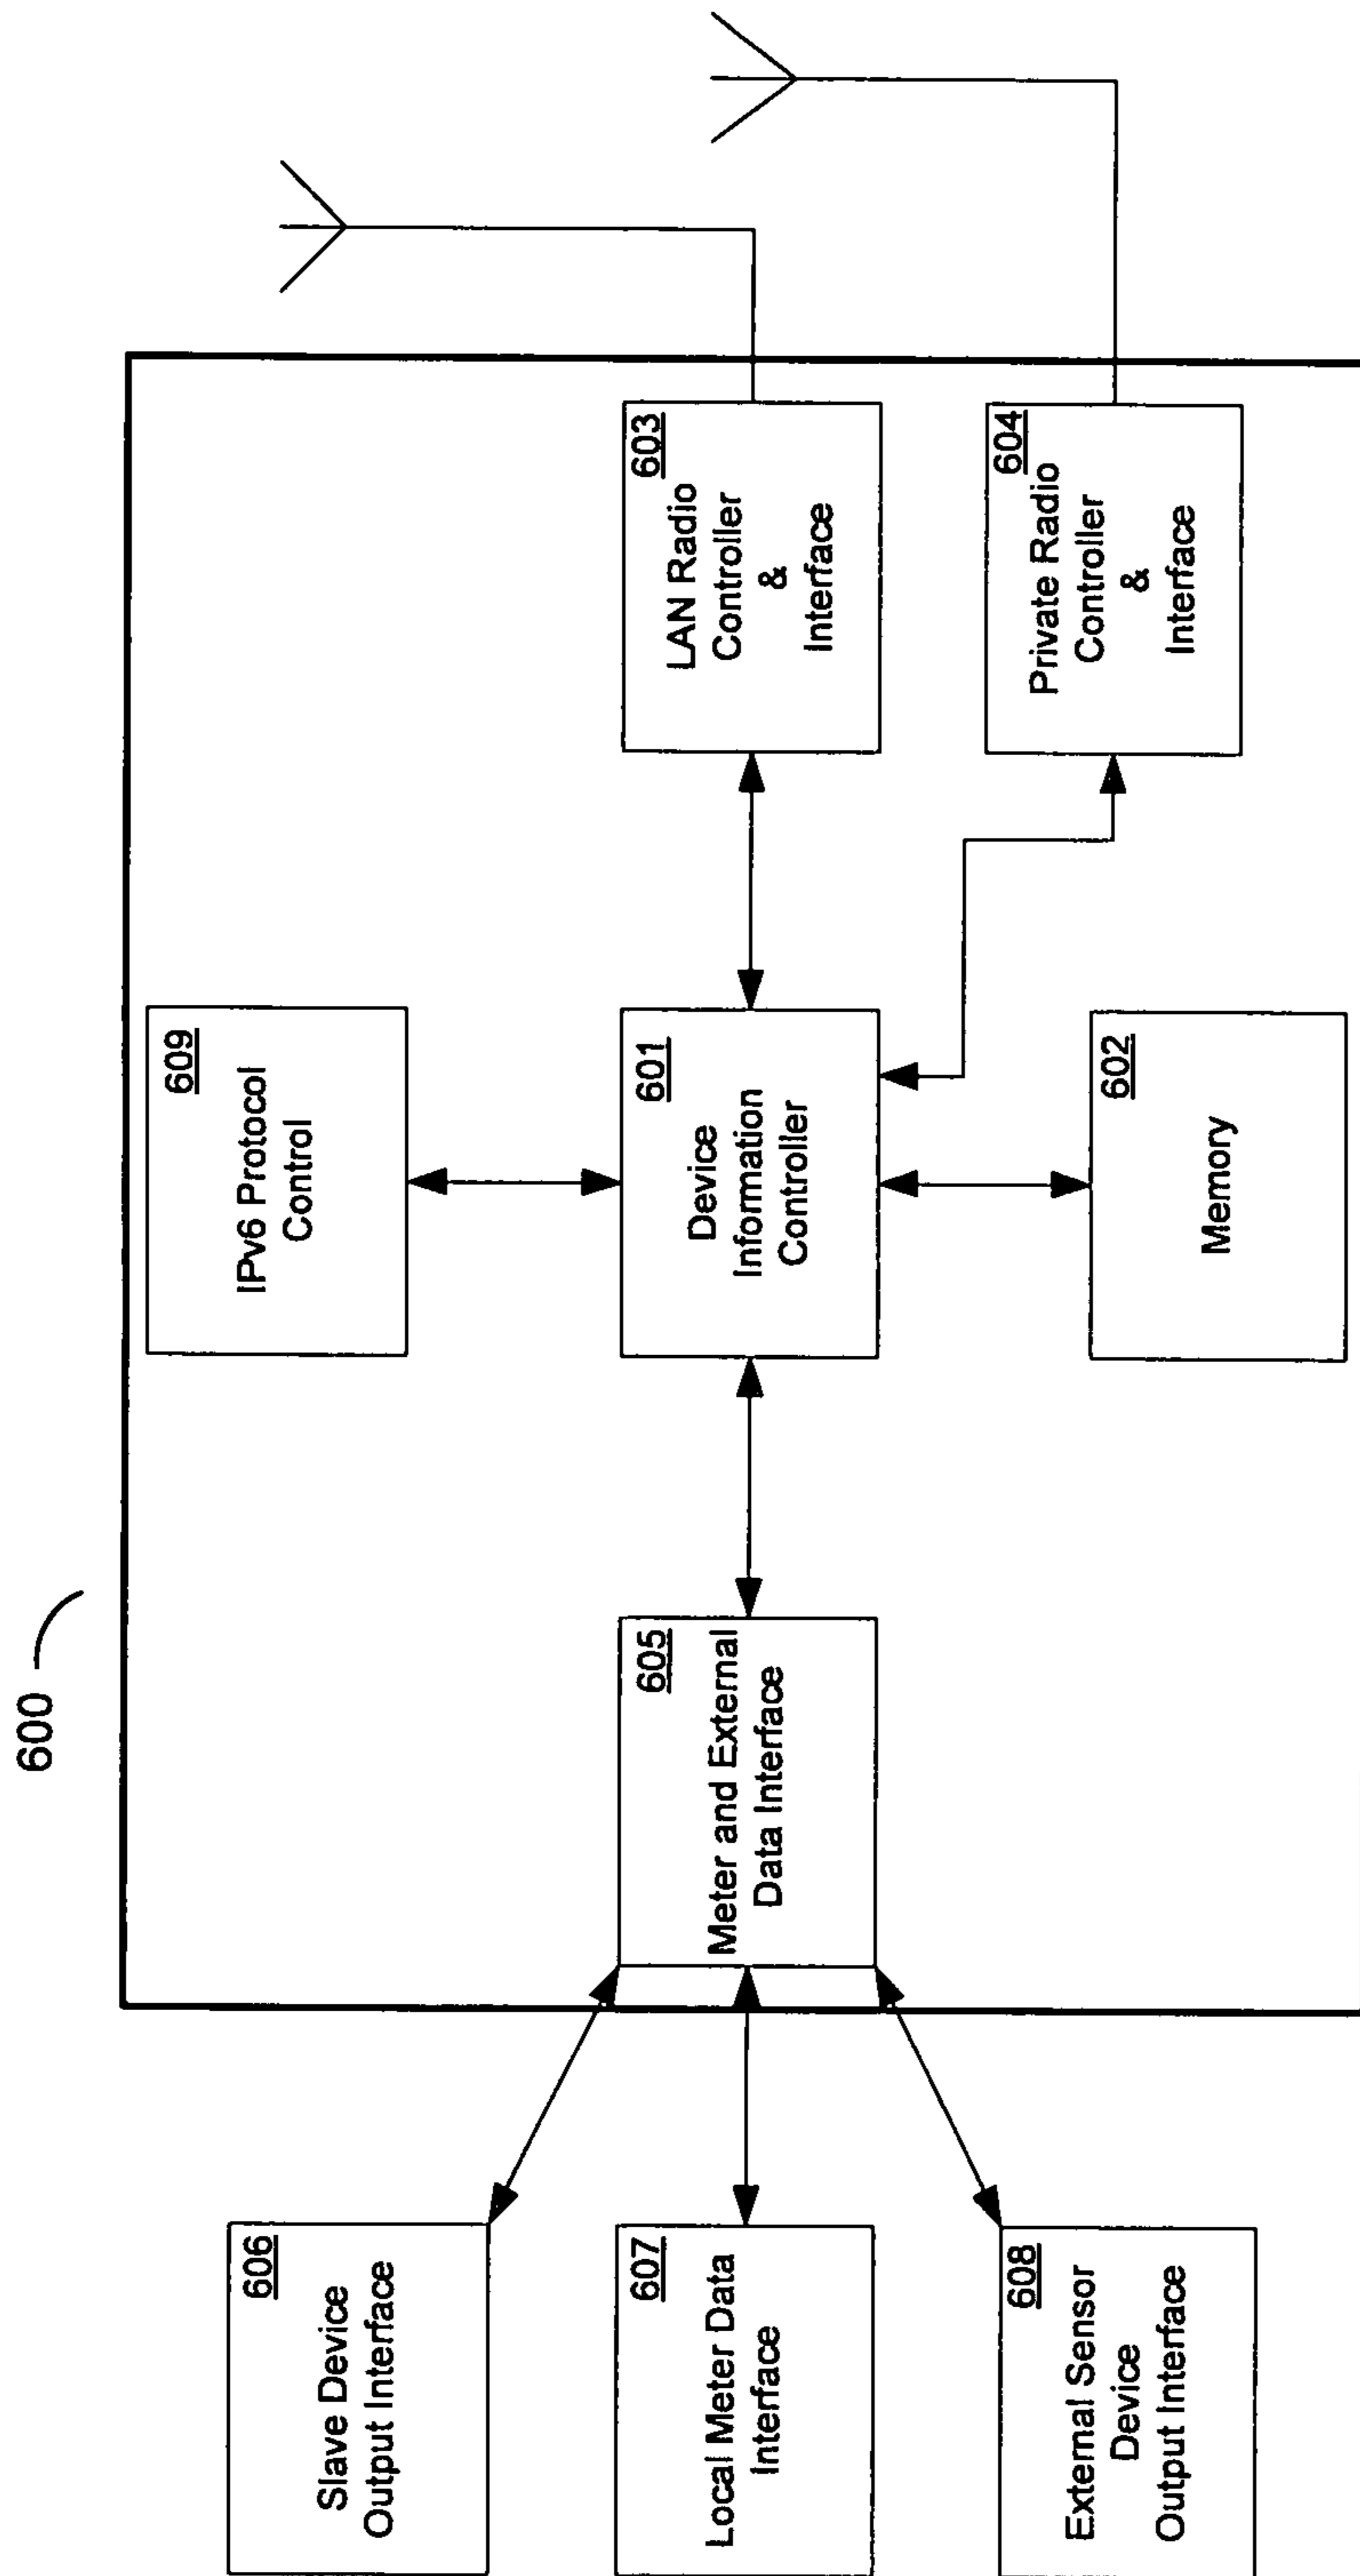 600
606
Slave Device
Output Interface
607
Local Meter Data
Interface
608
External Sensor
Device
Output Interface
605
Meter and External
Data Interface
609
IPv6 Protocol
Control
601
Device
Information
Controller
602
Memory
603
LAN Radio
Controller
&
Interface
604
Private Radio
Controller
&
Interface